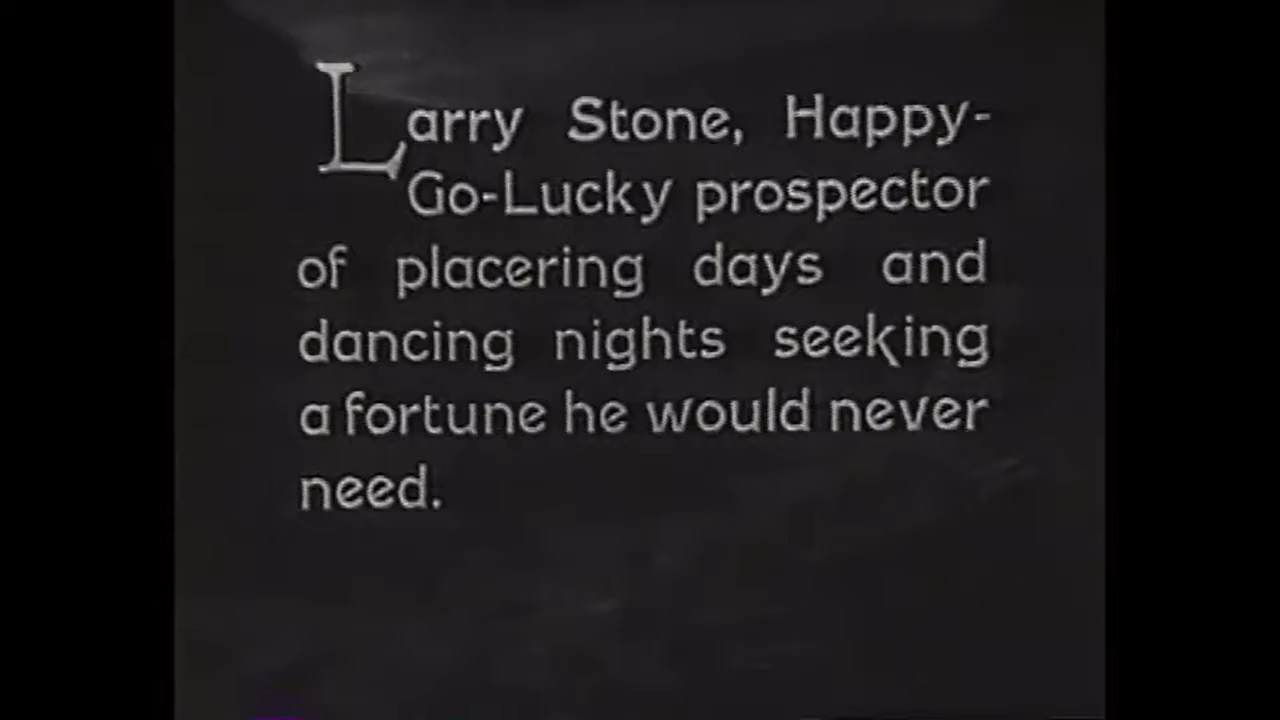 Larry Stone, Happy-
Go-Lucky prospector
of placering days and
dancing nights seeking
a fortune he would never
need.